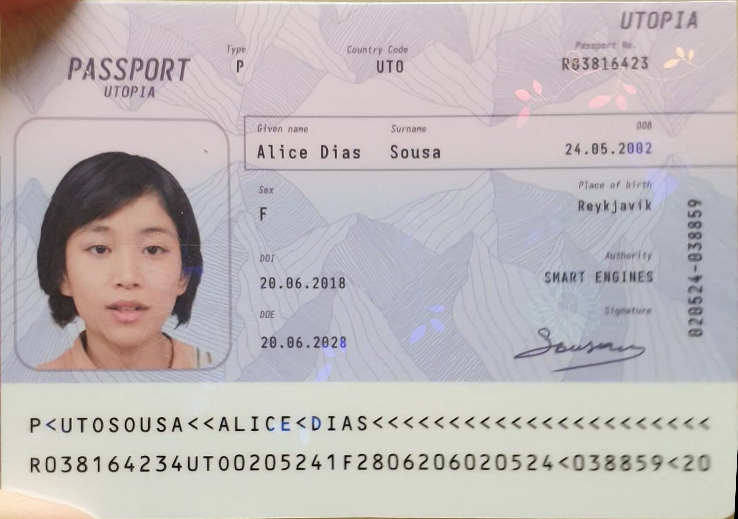 UTOPIA
PASSPORT
UTOPIA
Type
P
Country Code
UTO
Passport No.
R03816423
Given name
Alice Dias
Surname
Sousa
DOB
24.05.2002
Sex
F
Place of birth
Reykjavik
DOI
20.06.2018
Authority
SMART ENGINES
DOE
20.06.2028
Signature
Sousa
020524-038859
P<UTOSOUSA<<ALICE<DIAS<<<<<<<<<<<<<<<<<<<<<<
R038164234UTO0205241F2806206020524<038859<20